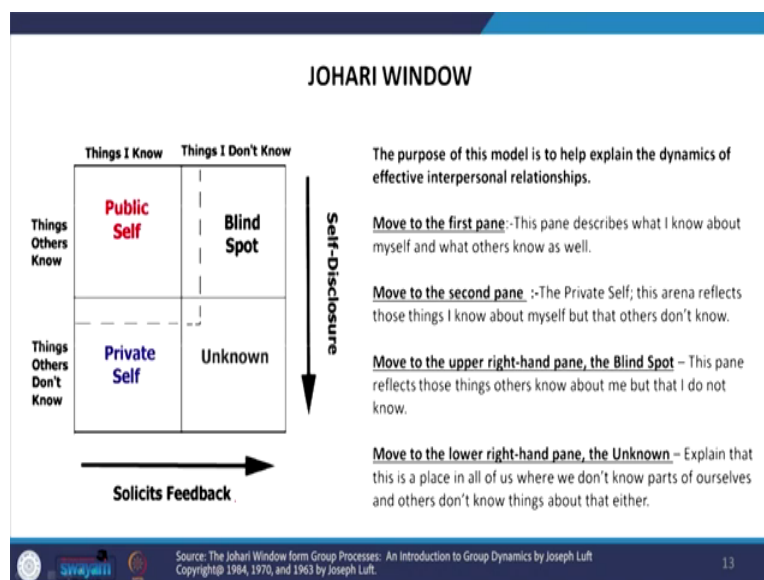 JOHARI WINDOW
Things I Know
Things I Don't Know
Things
Others
Know
Public
Self
Blind
Spot
Things
Others
Don't
Know
Private
Self
Unknown
Self-Disclosure
Solicits Feedback
The purpose of this model is to help explain the dynamics of
effective interpersonal relationships.
Move to the first pane:-This pane describes what I know about
myself and what others know as well.
Move to the second pane :-The Private Self; this arena reflects
those things I know about myself but that others don't know.
Move to the upper right-hand pane, the Blind Spot – This pane
reflects those things others know about me but that I do not
know.
Move to the lower right-hand pane, the Unknown – Explain that
this is a place in all of us where we don't know parts of ourselves
and others don't know things about that either.
swayam
Source: The Johari Window form Group Processes: An Introduction to Group Dynamics by Joseph Luft
Copyright@ 1984, 1970, and 1963 by Joseph Luft.
13